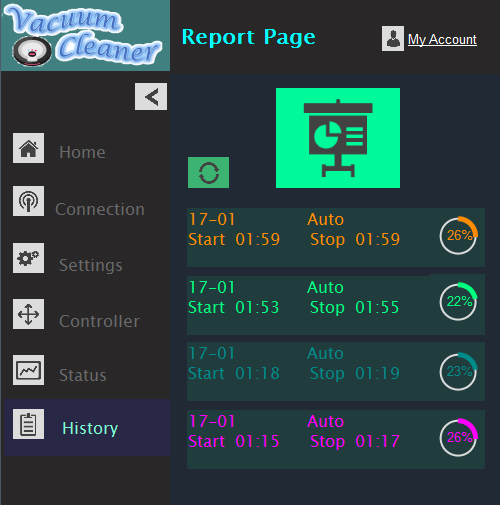 Vacuum
Cleaner
Report Page
My Account
Home
Connection
Settings
Controller
Status
History
17-01 Auto
Start 01:59 Stop 01:59
26%
17-01 Auto
Start 01:53 Stop 01:55
22%
17-01 Auto
Start 01:18 Stop 01:19
23%
17-01 Auto
Start 01:15 Stop 01:17
26%